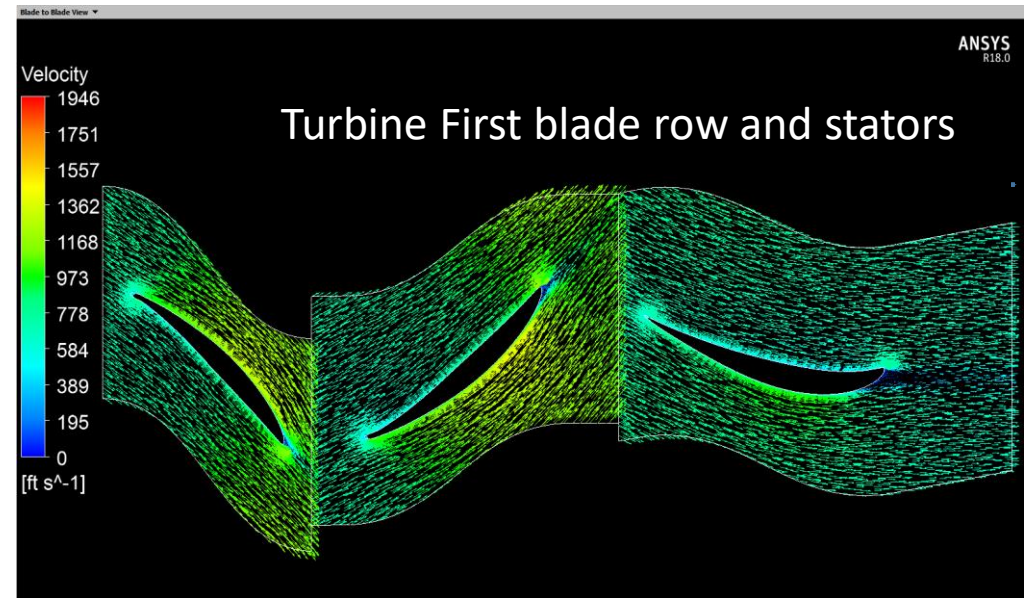 Blade to Blade View
ANSYS
R18.0
Velocity
Turbine First blade row and stators
1946
1751
1557
1362
1168
973
778
584
389
195
0
[ft s^-1]